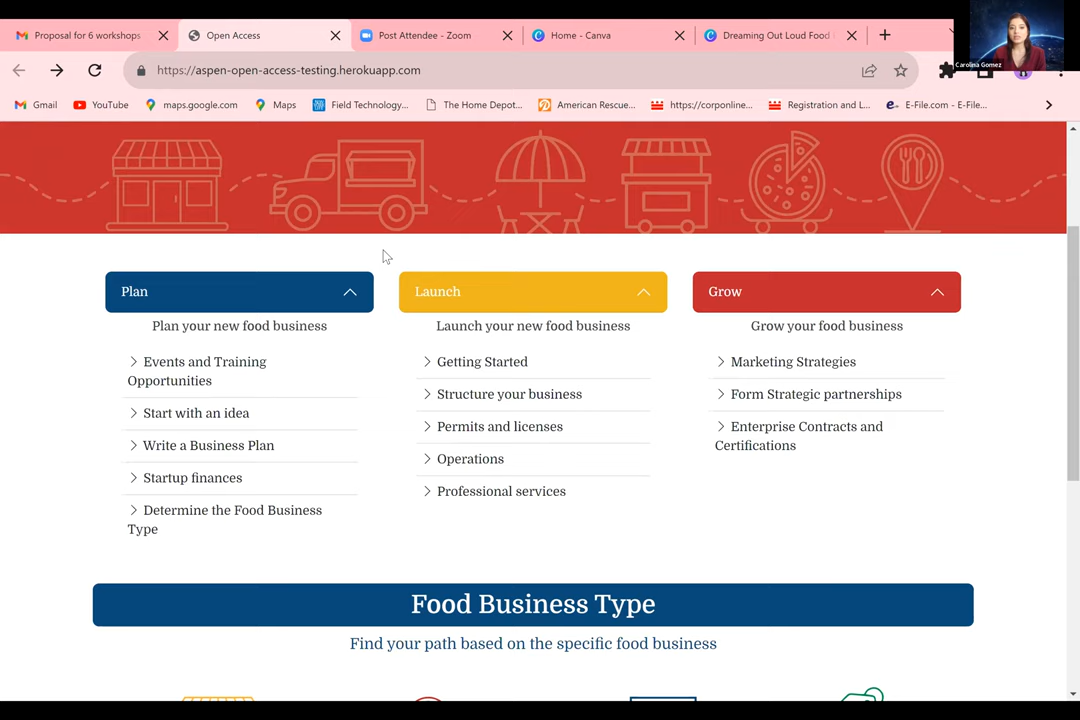 Proposal for 6 workshops
Open Access
Post Attendee - Zoom
Home - Canva
Dreaming Out Loud Food
Carolina Gomez
https://aspen-open-access-testing.herokuapp.com
Gmail
YouTube
maps.google.com
Maps
Field Technology...
The Home Depot...
American Rescue...
https://corponline...
Registration and L...
E-File.com - E-File...
Plan
Launch
Grow
Plan your new food business
Launch your new food business
Grow your food business
Events and Training
Opportunities
Start with an idea
Write a Business Plan
Startup finances
Determine the Food Business
Type
Getting Started
Structure your business
Permits and licenses
Operations
Professional services
Marketing Strategies
Form Strategic partnerships
Enterprise Contracts and
Certifications
Food Business Type
Find your path based on the specific food business